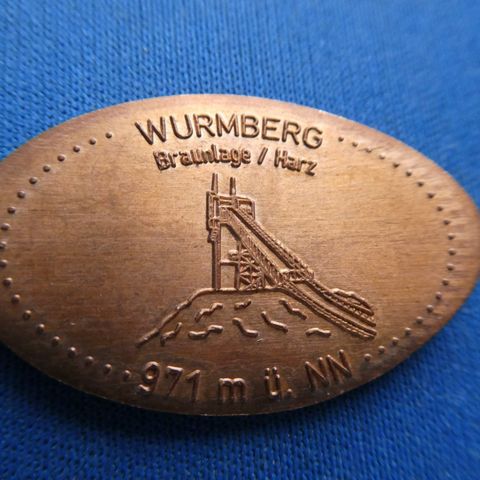 WURMBERG
Braunlage / Harz
971 m ü. NN